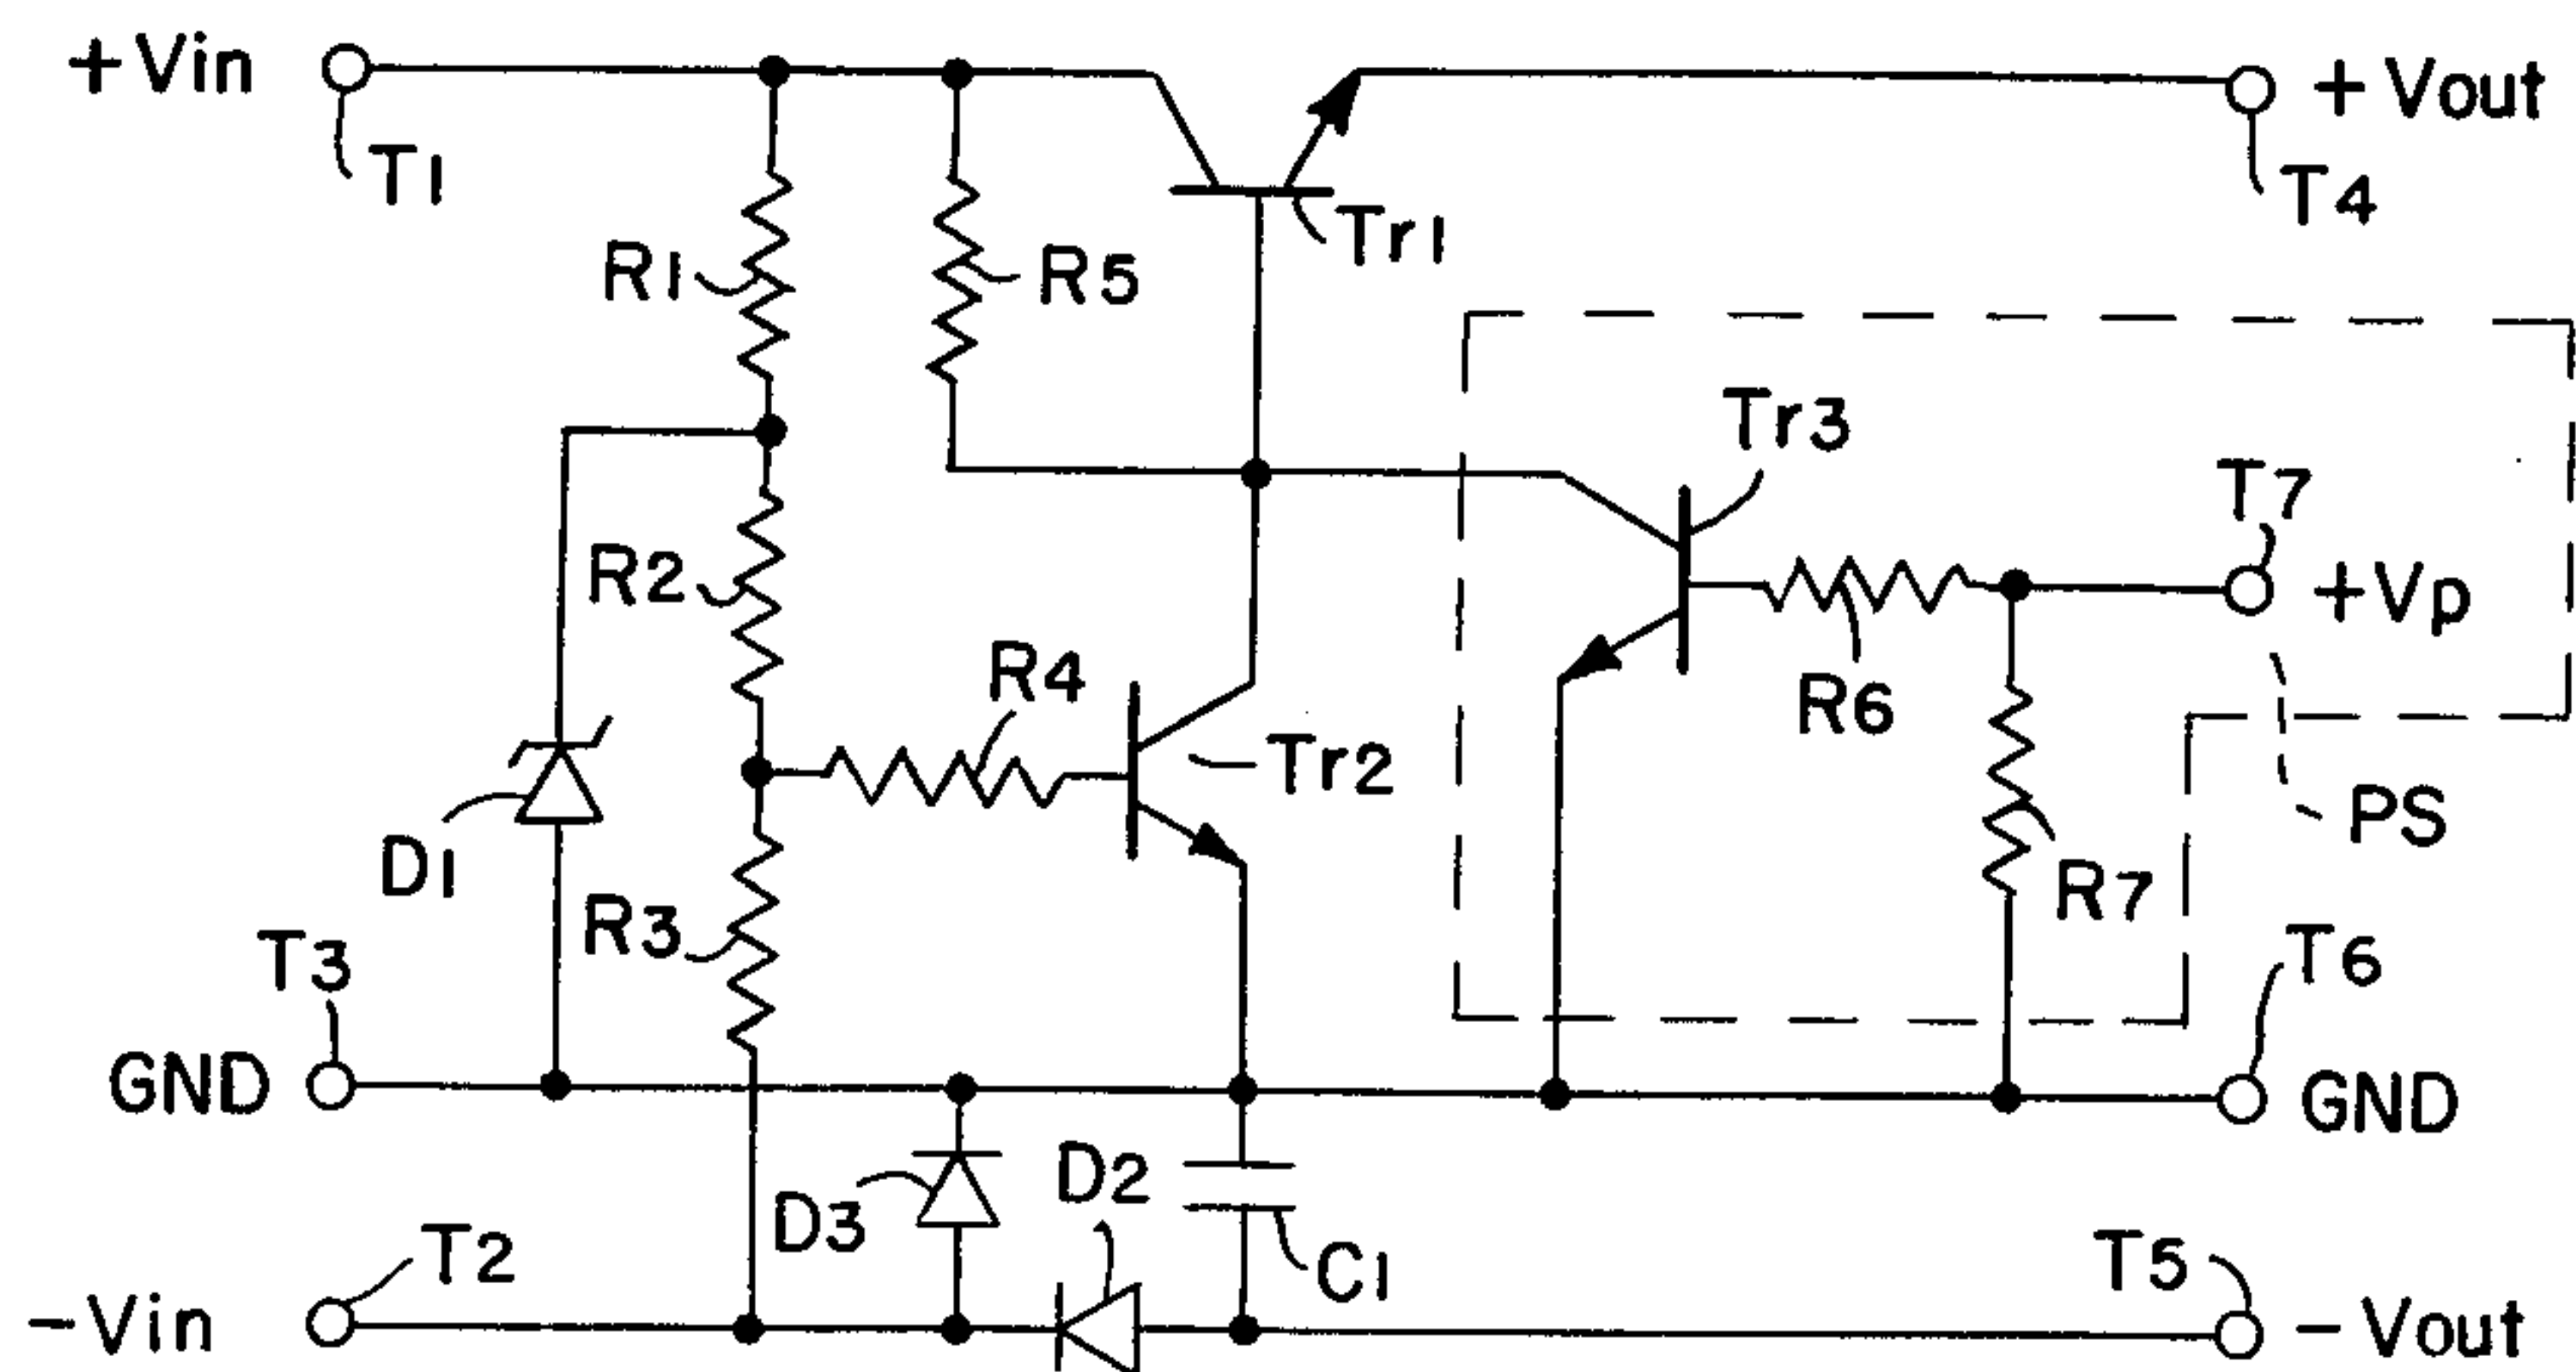 +Vin
+Vout
T1
T4
Tr1
R1
R5
Tr3
T7
R2
+Vp
R4
R6
Tr2
PS
D1
R7
R3
T3
T6
GND
GND
D3
D2
T2
C1
T5
-Vin
-Vout